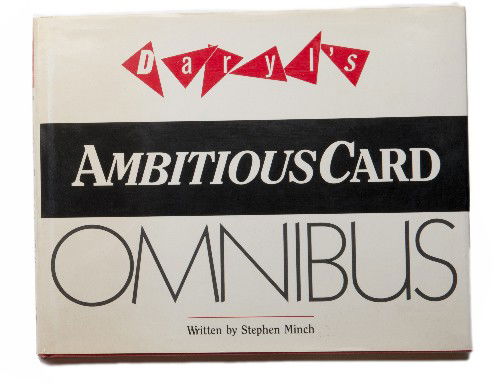 Daryl's
AMBITIOUS CARD
OMNIBUS
Written by Stephen Minch